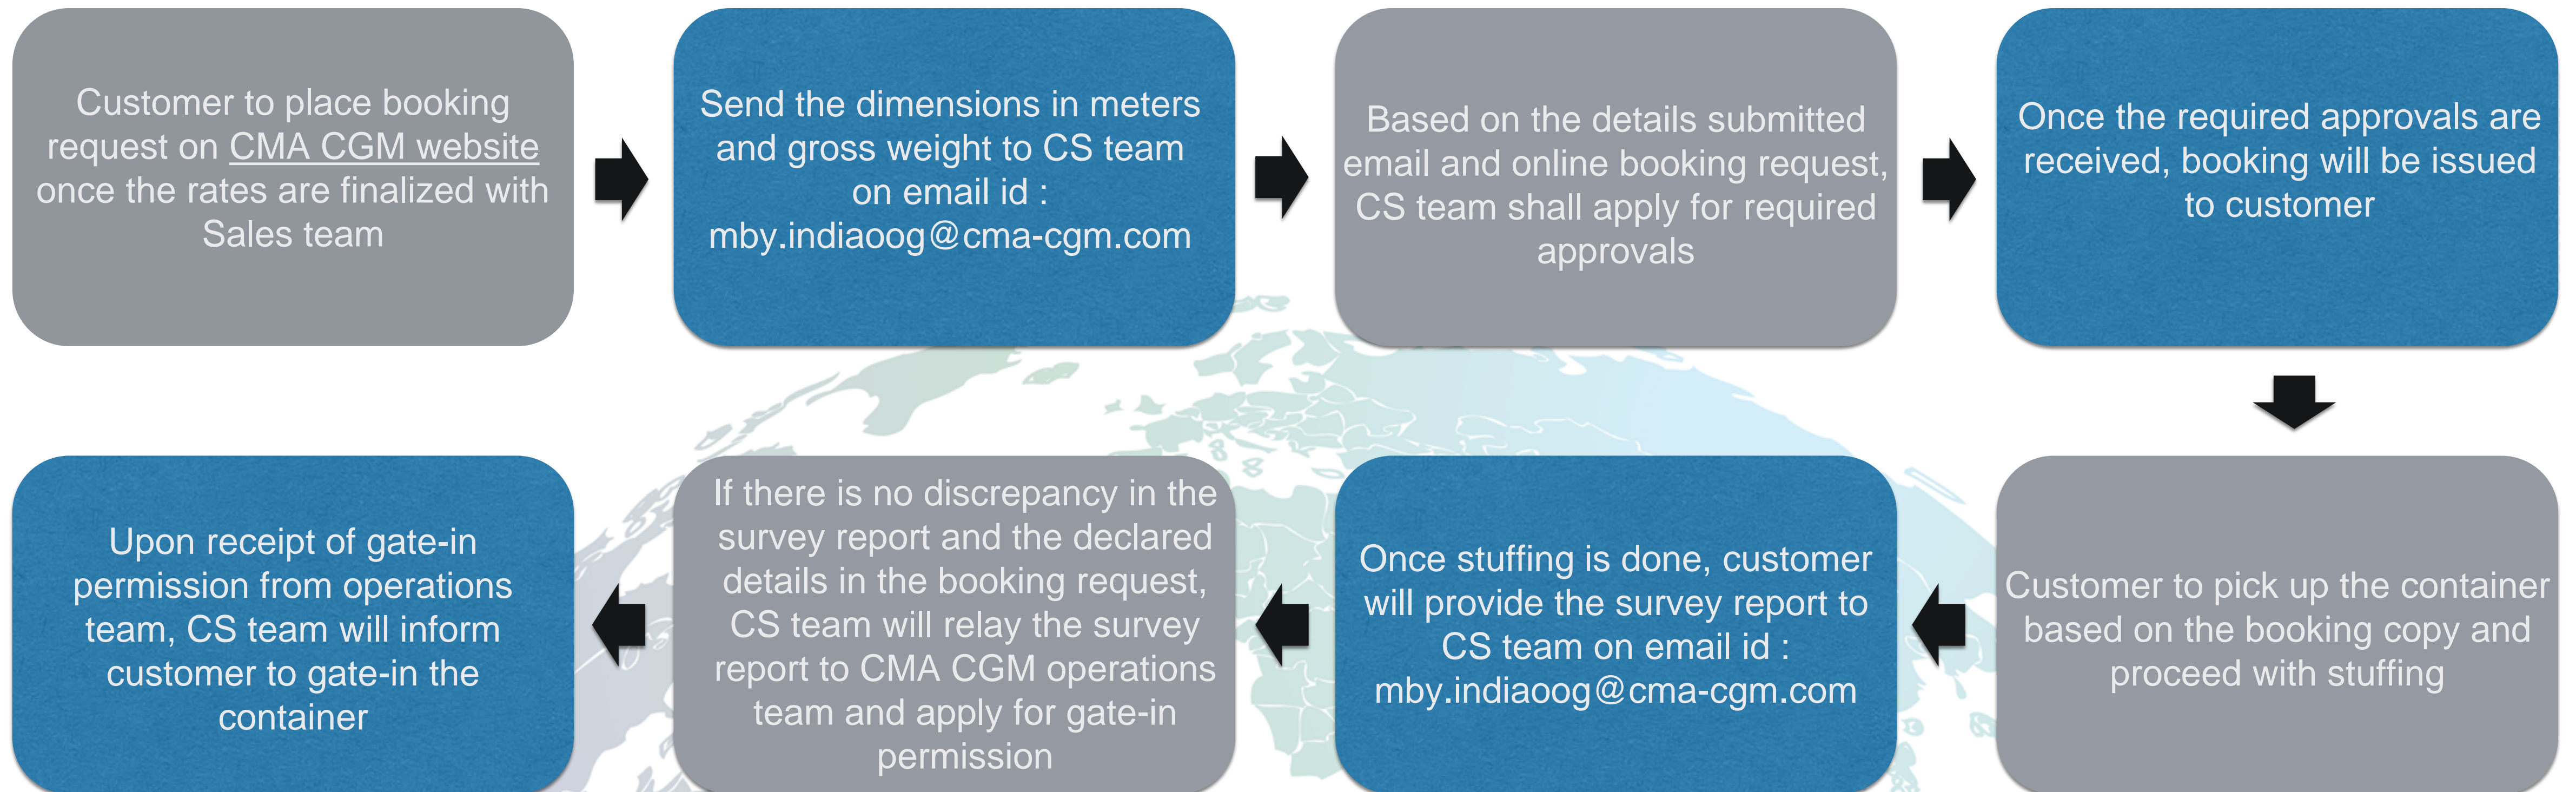 Customer to place booking
request on CMA CGM website
once the rates are finalized with
Sales team
Send the dimensions in meters
and gross weight to CS team
on email id :
mby.indiaoog@cma-cgm.com
Based on the details submitted
email and online booking request,
CS team shall apply for required
approvals
Once the required approvals are
received, booking will be issued
to customer
Customer to pick up the container
based on the booking copy and
proceed with stuffing
Once stuffing is done, customer
will provide the survey report to
CS team on email id :
mby.indiaoog@cma-cgm.com
If there is no discrepancy in the
survey report and the declared
details in the booking request,
CS team will relay the survey
report to CMA CGM operations
team and apply for gate-in
permission
Upon receipt of gate-in
permission from operations
team, CS team will inform
customer to gate-in the
container